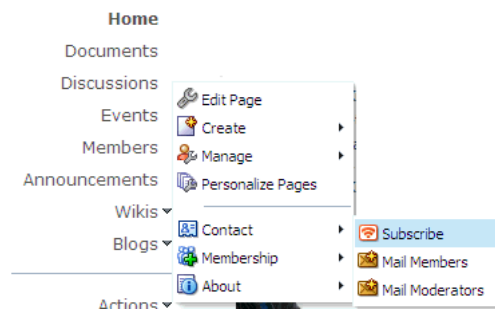 Home
Documents
Discussions
Events
Members
Announcements
Wikis
Blogs
Actions
Edit Page
Create
Manage
Personalize Pages
Contact
Membership
About
Subscribe
Mail Members
Mail Moderators